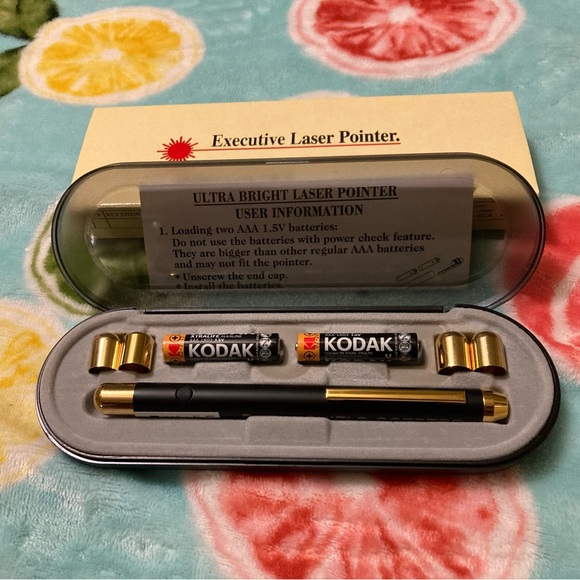 Executive Laser Pointer.
ULTRA BRIGHT LASER POINTER
USER INFORMATION
1. Loading two AAA 1.5V batteries:
Do not use the batteries with power check feature.
They are bigger than other regular AAA batteries
and may not fit the pointer.
* Unscrew the end cap.
* Install the batteries.
XTRALIFE ALKALINE
KODAK
KODAK